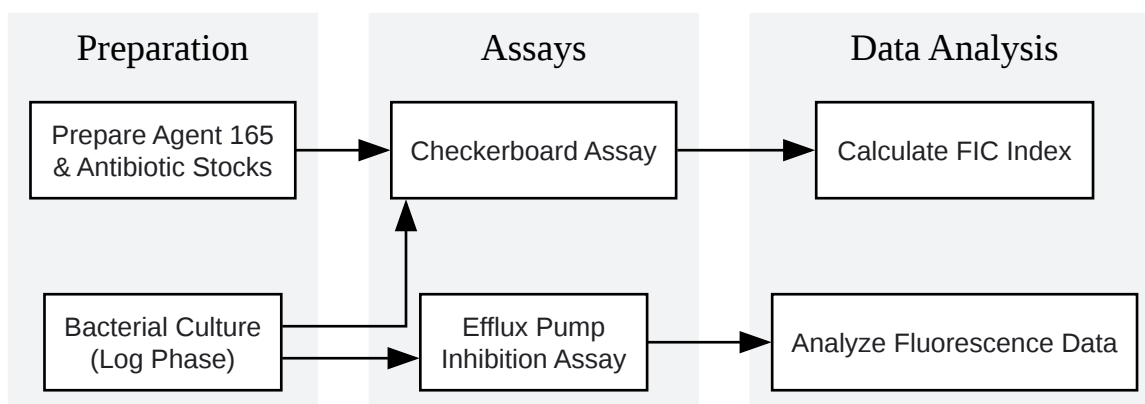 Preparation
Prepare Agent 165
& Antibiotic Stocks
Bacterial Culture
(Log Phase)
Assays
Checkerboard Assay
Efflux Pump
Inhibition Assay
Data Analysis
Calculate FIC Index
Analyze Fluorescence Data